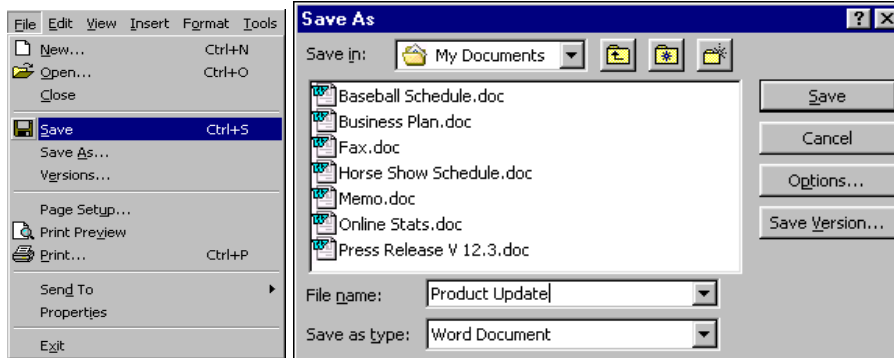 File Edit View Insert Format Tools
New... Ctrl+N
Open... Ctrl+O
Close
Save Ctrl+S
Save As...
Versions...
Page Setup...
Print Preview
Print... Ctrl+P
Send To
Properties
Exit
Save As
Save in: My Documents
Baseball Schedule.doc
Business Plan.doc
Fax.doc
Horse Show Schedule.doc
Memo.doc
Online Stats.doc
Press Release V 12.3.doc
Save
Cancel
Options...
Save Version...
File name: Product Update
Save as type: Word Document